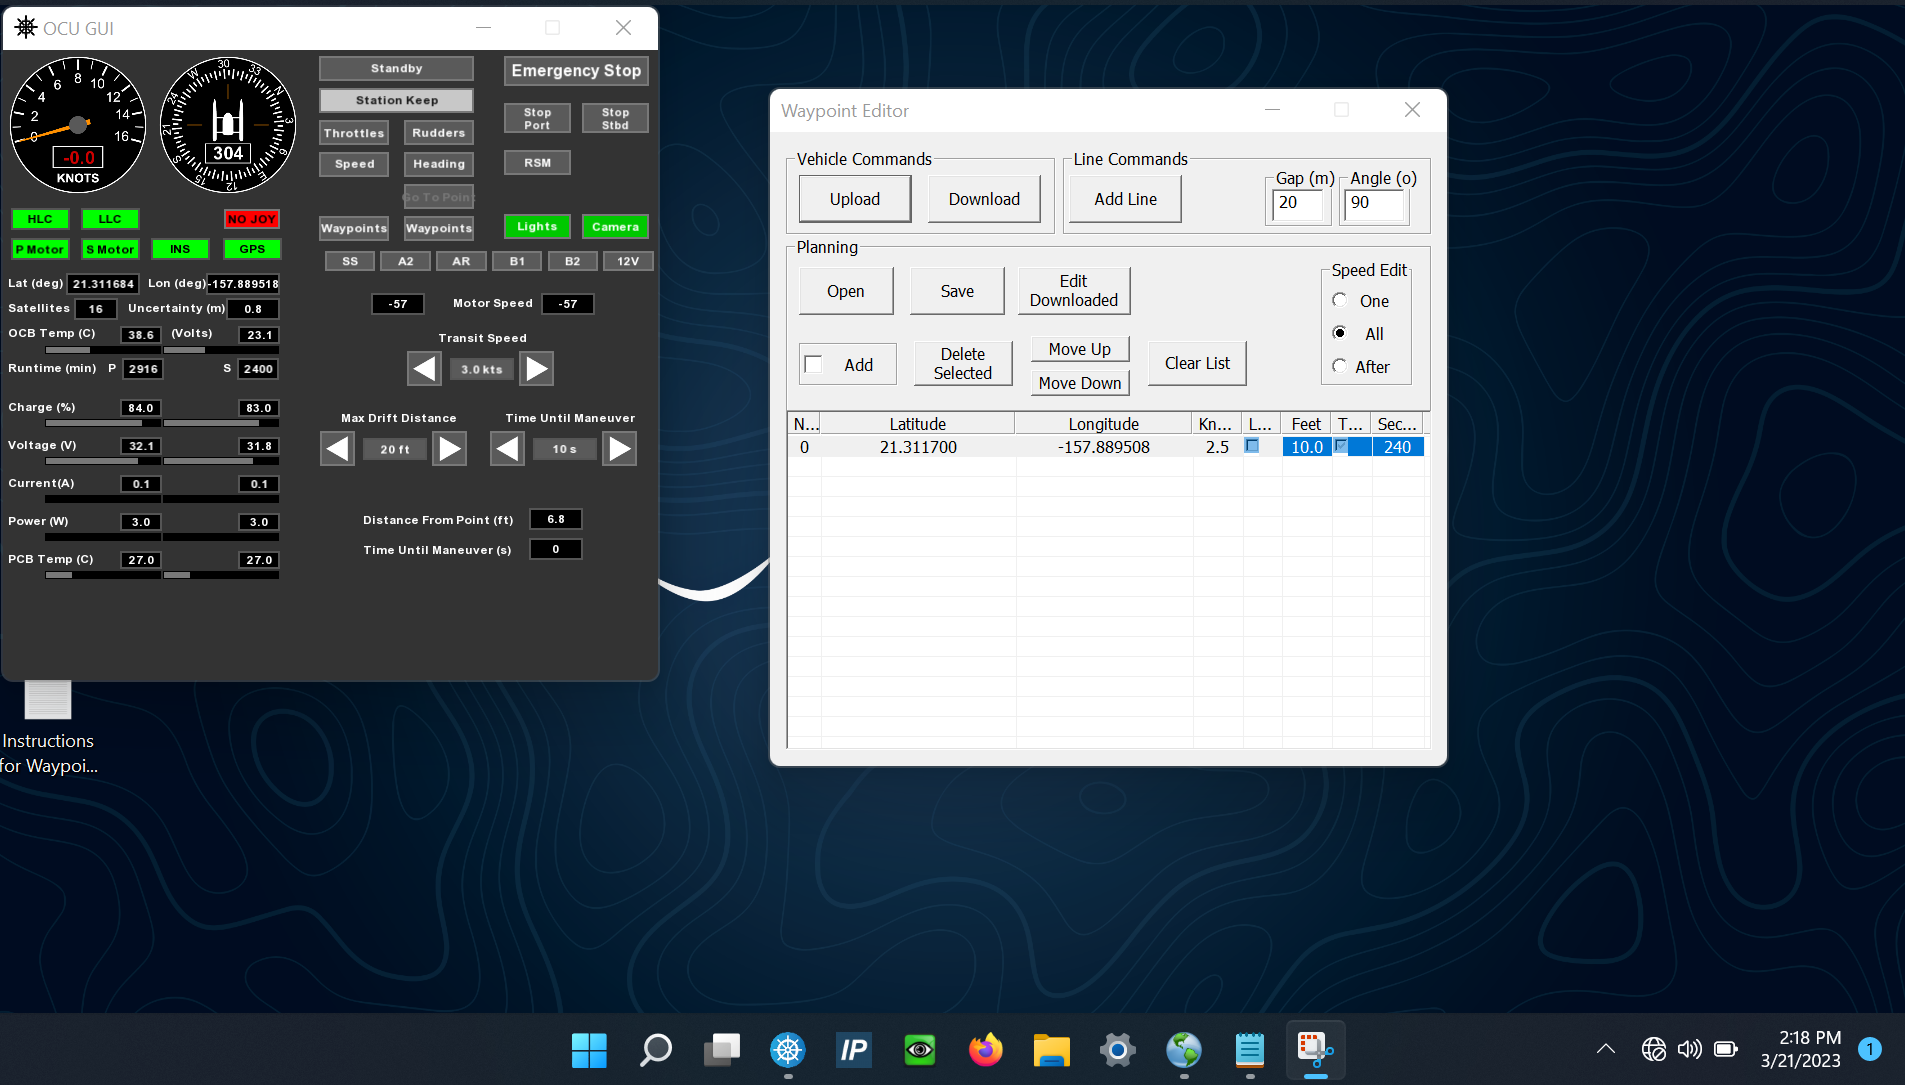 OCU GUI
0 2 4 6 8 10 12 14 16
-0.0
KNOTS
30 33 N 3 E 12 15 S 21 24 W
304
Standby
Station Keep
Throttles Rudders
Speed Heading
Go To Point
Waypoints Waypoints
Emergency Stop
Stop Port
Stop Stbd
RSM
Lights Camera
SS A2 AR B1 B2 12V
HLC LLC NO JOY
P Motor S Motor INS GPS
Lat (deg) 21.311684 Lon (deg) -157.889518
Satellites 16 Uncertainty (m) 0.8
OCB Temp (C) 38.6 (Volts) 23.1
Runtime (min) P 2916 S 2400
Charge (%) 84.0 83.0
Voltage (V) 32.1 31.8
Current(A) 0.1 0.1
Power (W) 3.0 3.0
PCB Temp (C) 27.0 27.0
-57 Motor Speed -57
Transit Speed
3.0 kts
Max Drift Distance Time Until Maneuver
20 ft 10 s
Distance From Point (ft) 6.8
Time Until Maneuver (s) 0
Waypoint Editor
Vehicle Commands
Upload Download
Line Commands
Add Line
Gap (m) Angle (o)
20 90
Planning
Open Save Edit Downloaded
Add Delete Selected Move Up Move Down Clear List
Speed Edit
One
All
After
N... Latitude Longitude Kn... L... Feet T... Sec...
0 21.311700 -157.889508 2.5 10.0 240
Instructions
for Waypoi...
IP
2:18 PM
3/21/2023
1